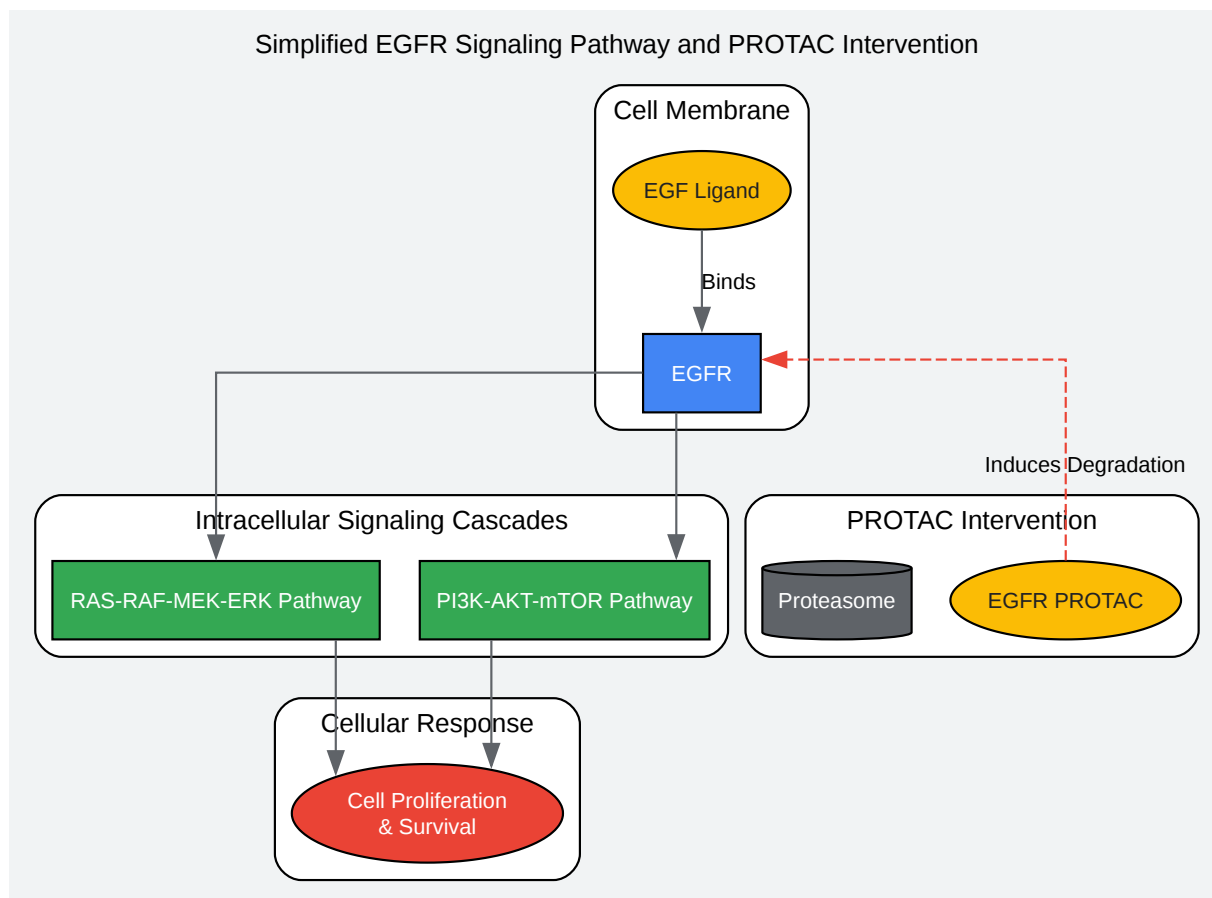 Simplified EGFR Signaling Pathway and PROTAC Intervention
Cell Membrane
EGF Ligand
Binds
EGFR
Induces Degradation
Intracellular Signaling Cascades
PROTAC Intervention
RAS-RAF-MEK-ERK Pathway
PI3K-AKT-mTOR Pathway
Proteasome
EGFR PROTAC
Cellular Response
Cell Proliferation
& Survival